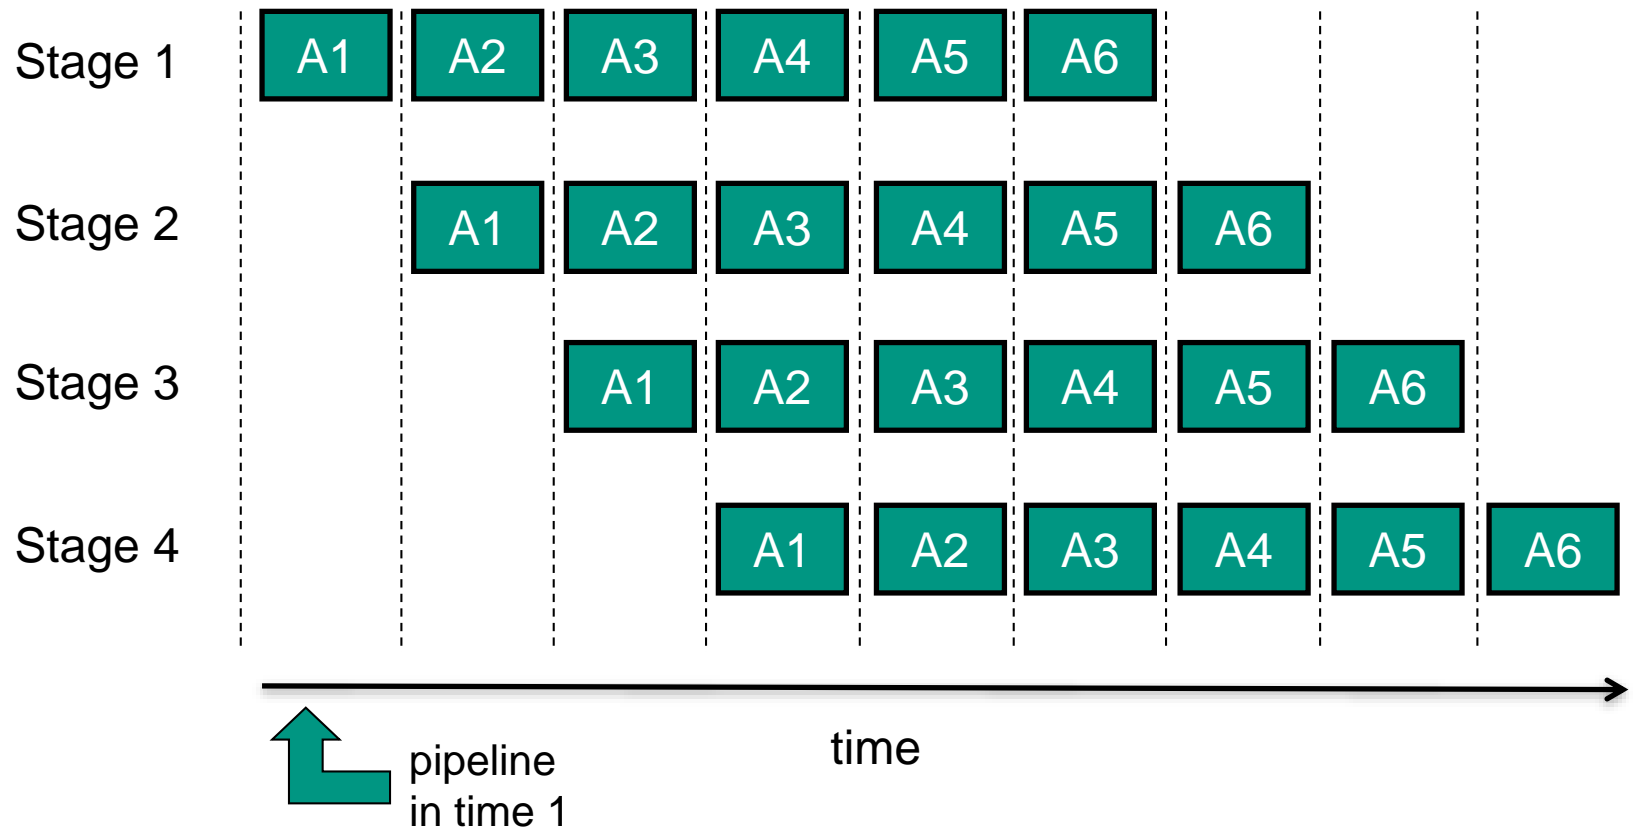 Stage 1 A1 A2 A3 A4 A5 A6
Stage 2 A1 A2 A3 A4 A5 A6
Stage 3 A1 A2 A3 A4 A5 A6
Stage 4 A1 A2 A3 A4 A5 A6
time
pipeline
in time 1